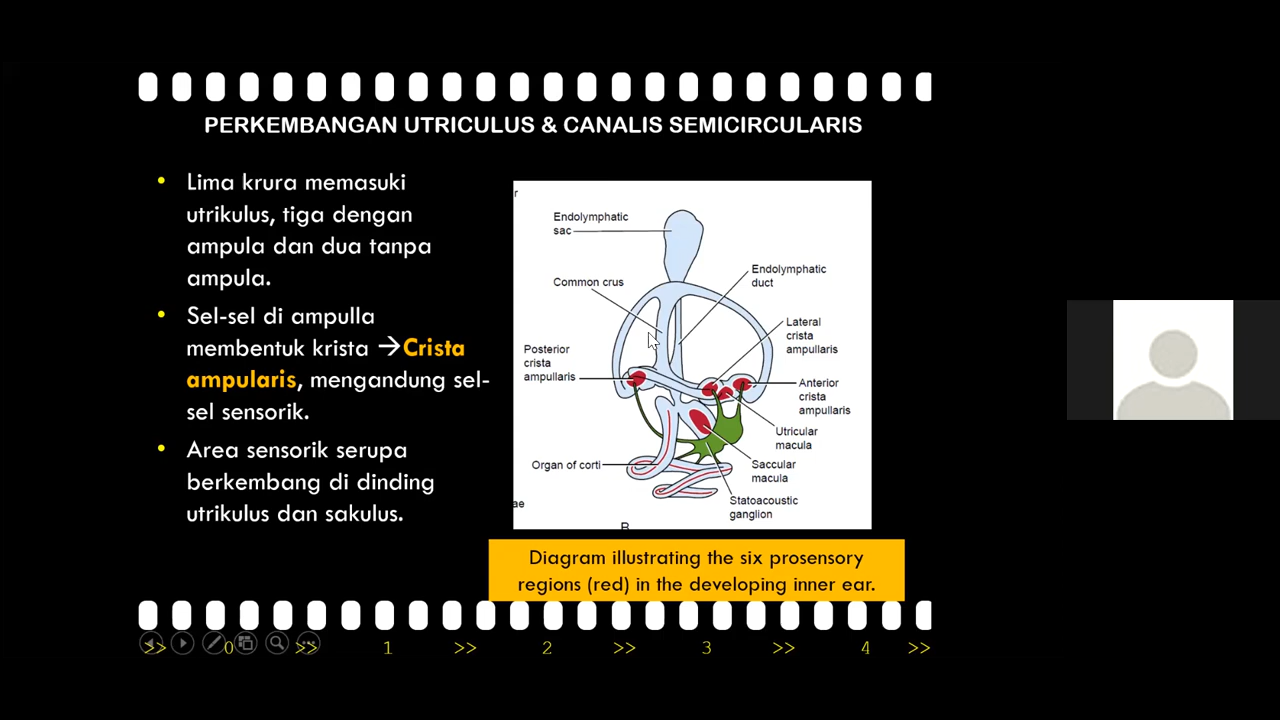 PERKEMBANGAN UTRICULUS & CANALIS SEMICIRCULARIS
• Lima krura memasuki
utrikulus, tiga dengan
ampula dan dua tanpa
ampula.
• Sel-sel di ampulla
membentuk krista →Crista
ampularis, mengandung sel-
sel sensorik.
• Area sensorik serupa
berkembang di dinding
utrikulus dan sakulus.
r
Endolymphatic
sac
Common crus
Endolymphatic
duct
Lateral
crista
ampullaris
Posterior
crista
ampullaris
Anterior
crista
ampullaris
Utricular
macula
Organ of corti
Saccular
macula
Statoacoustic
ganglion
ae
B
Diagram illustrating the six prosensory
regions (red) in the developing inner ear.
>> 0 >> 1 >> 2 >> 3 >> 4 >>